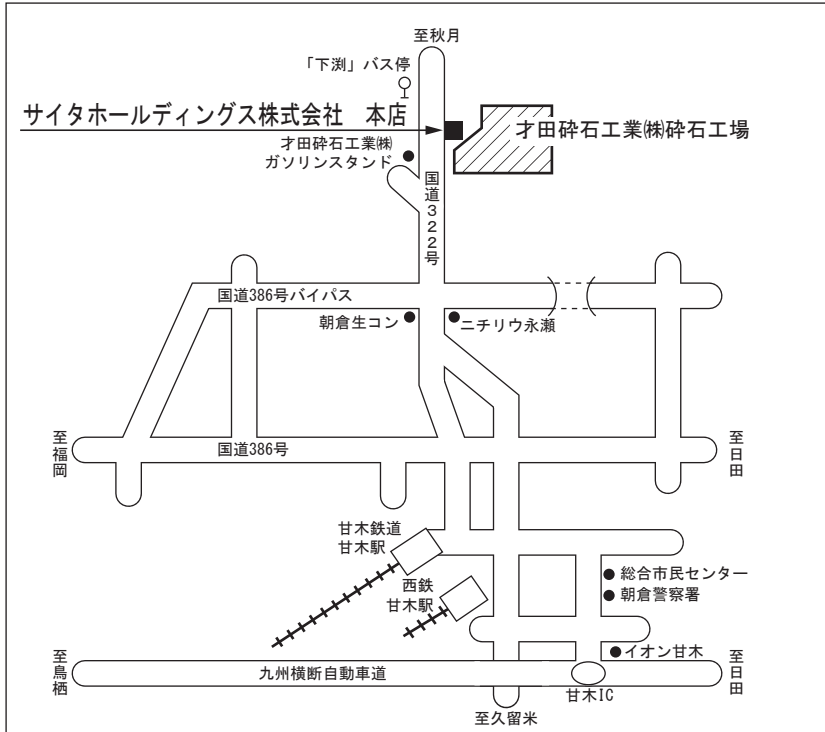 至秋月
「下渕」バス停
サイタホールディングス株式会社　本店
才田砕石工業㈱砕石工場
才田砕石工業㈱
ガソリンスタンド
国道322号
国道386号バイパス
朝倉生コン
ニチリウ永瀬
至福岡
国道386号
至日田
甘木鉄道
甘木駅
西鉄
甘木駅
総合市民センター
朝倉警察署
イオン甘木
至鳥栖
九州横断自動車道
至日田
甘木IC
至久留米